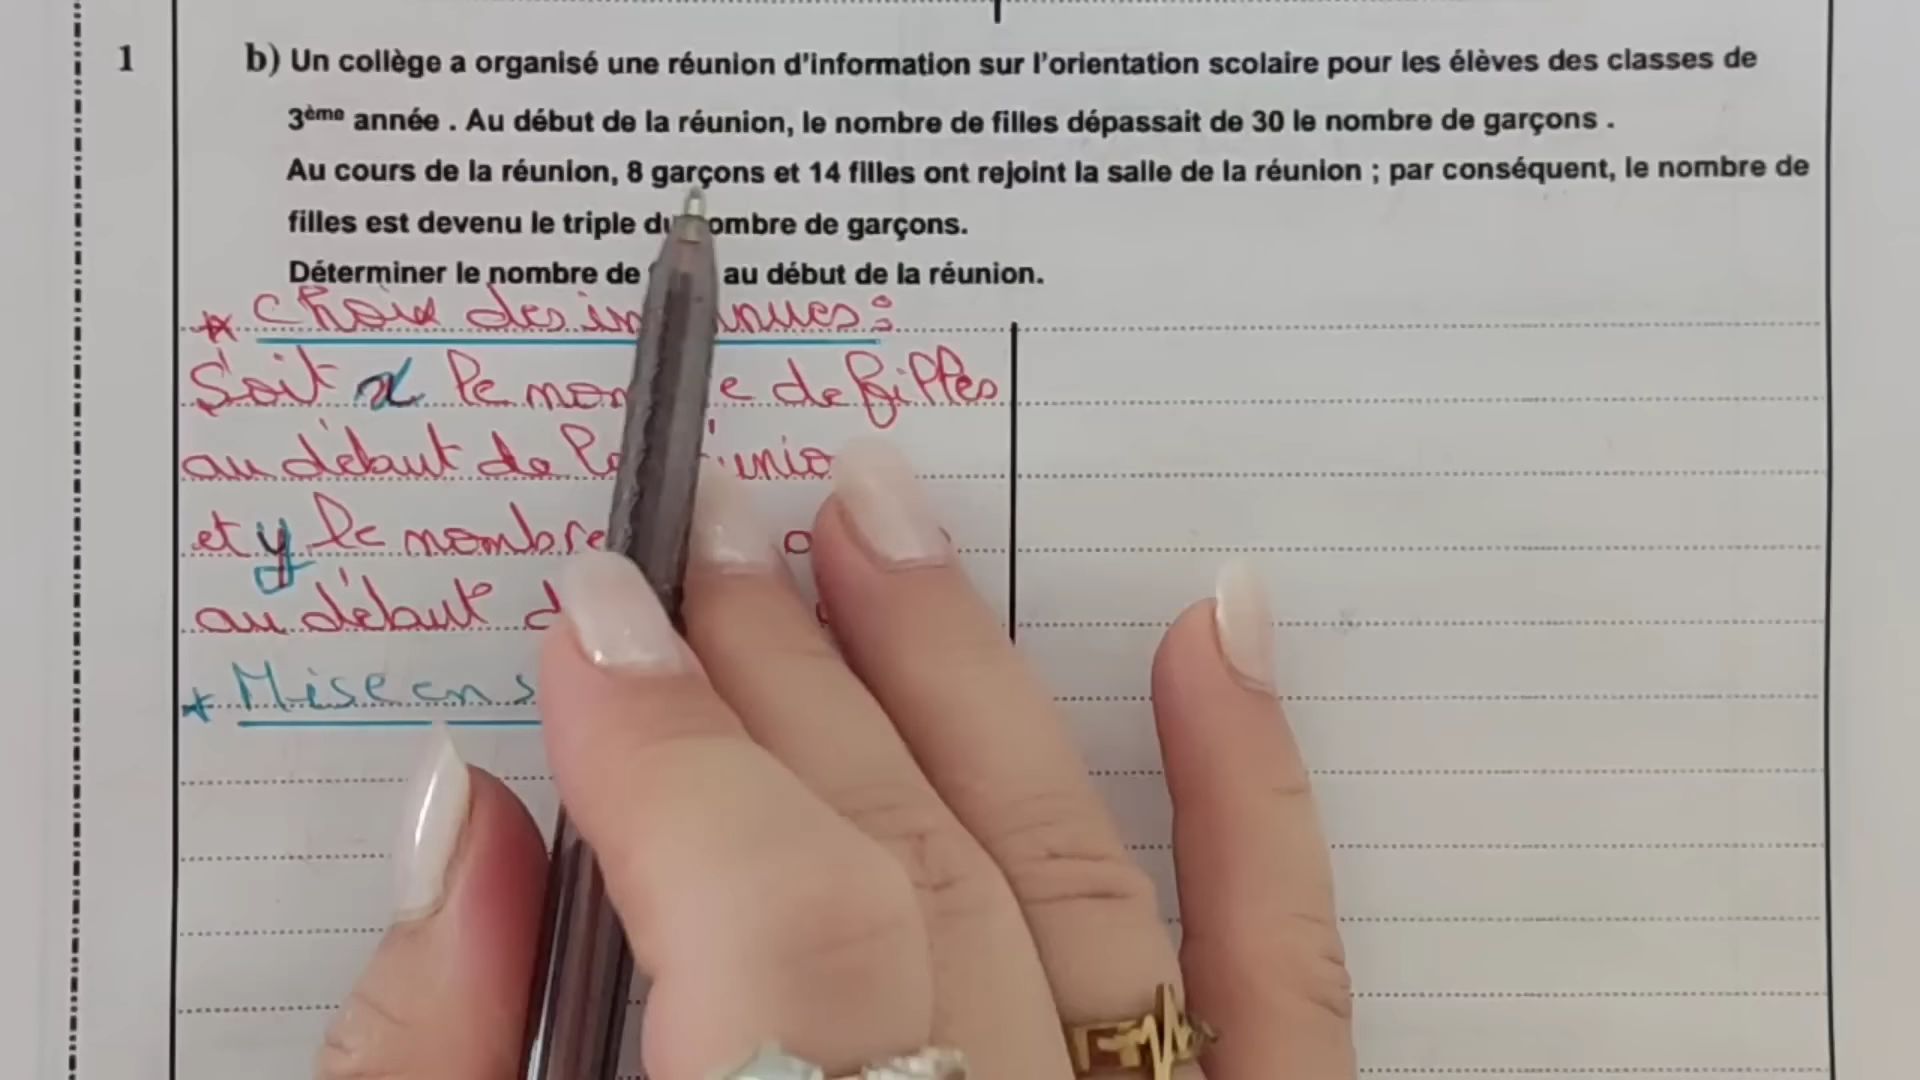 1
b) Un collège a organisé une réunion d'information sur l'orientation scolaire pour les élèves des classes de
3ème année . Au début de la réunion, le nombre de filles dépassait de 30 le nombre de garçons .
Au cours de la réunion, 8 garçons et 14 filles ont rejoint la salle de la réunion ; par conséquent, le nombre de
filles est devenu le triple du nombre de garçons.
Déterminer le nombre de au début de la réunion.
* choix des inconnues :
Soit x le nombre de filles
au début de la réunion
et y le nombre
au début
* Mise en